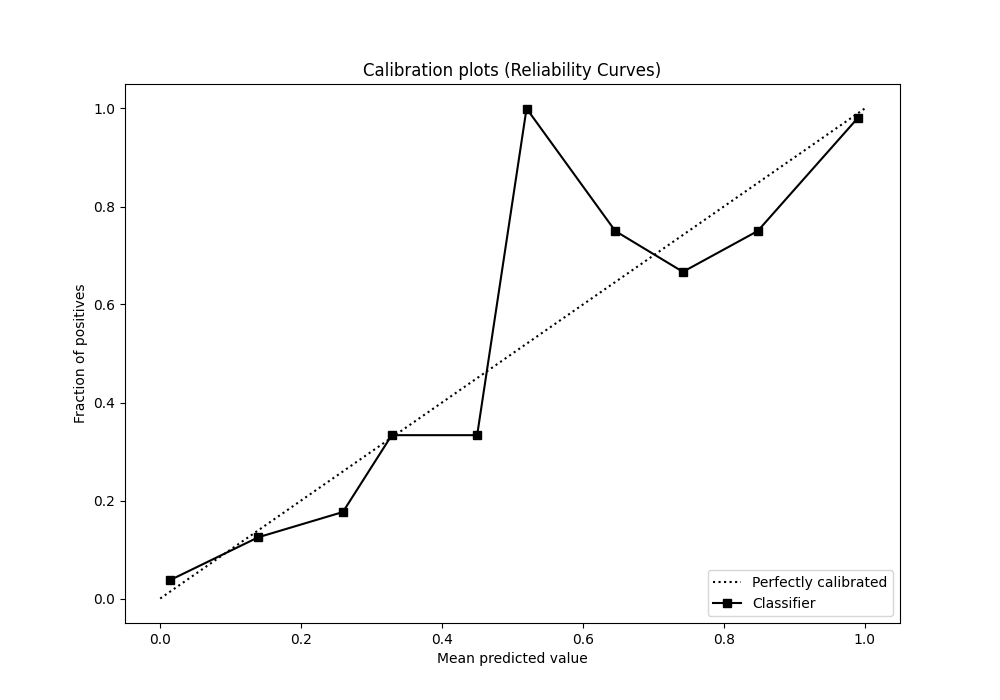 Calibration plots (Reliability Curves)
1.0
0.8
0.6
0.4
0.2
0.0
Fraction of positives
0.0 0.2 0.4 0.6 0.8 1.0
Mean predicted value
Perfectly calibrated
Classifier